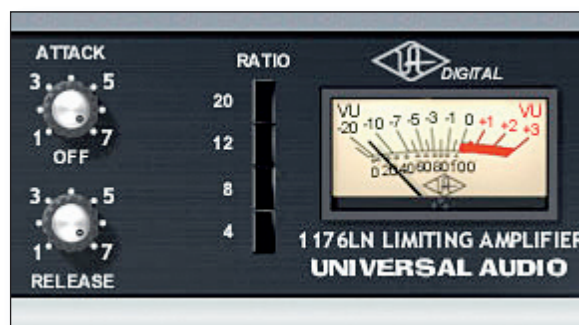 ATTACK
3 5
1 7
OFF
3 5
1 7
RELEASE
RATIO
20
12
8
4
UA DIGITAL
VU VU
-20 -10 -7 -5 -3 -1 0 +1 +2 +3
0 20 40 60 80 100
1176LN LIMITING AMPLIFIER
UNIVERSAL AUDIO